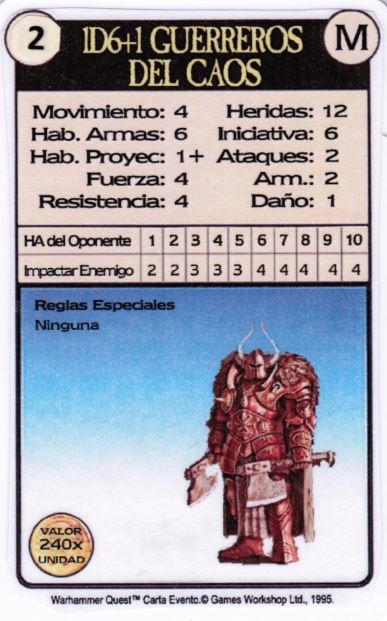 2
1D6+1 GUERREROS
DEL CAOS
M
Movimiento: 4 Heridas: 12
Hab. Armas: 6 Iniciativa: 6
Hab. Proyec: 1+ Ataques: 2
Fuerza: 4 Arm.: 2
Resistencia: 4 Daño: 1
HA del Oponente 1 2 3 4 5 6 7 8 9 10
Impactar Enemigo 2 2 3 3 3 4 4 4 4 4
Reglas Especiales
Ninguna
VALOR
240x
UNIDAD
Warhammer Quest™ Carta Evento.© Games Workshop Ltd., 1995.